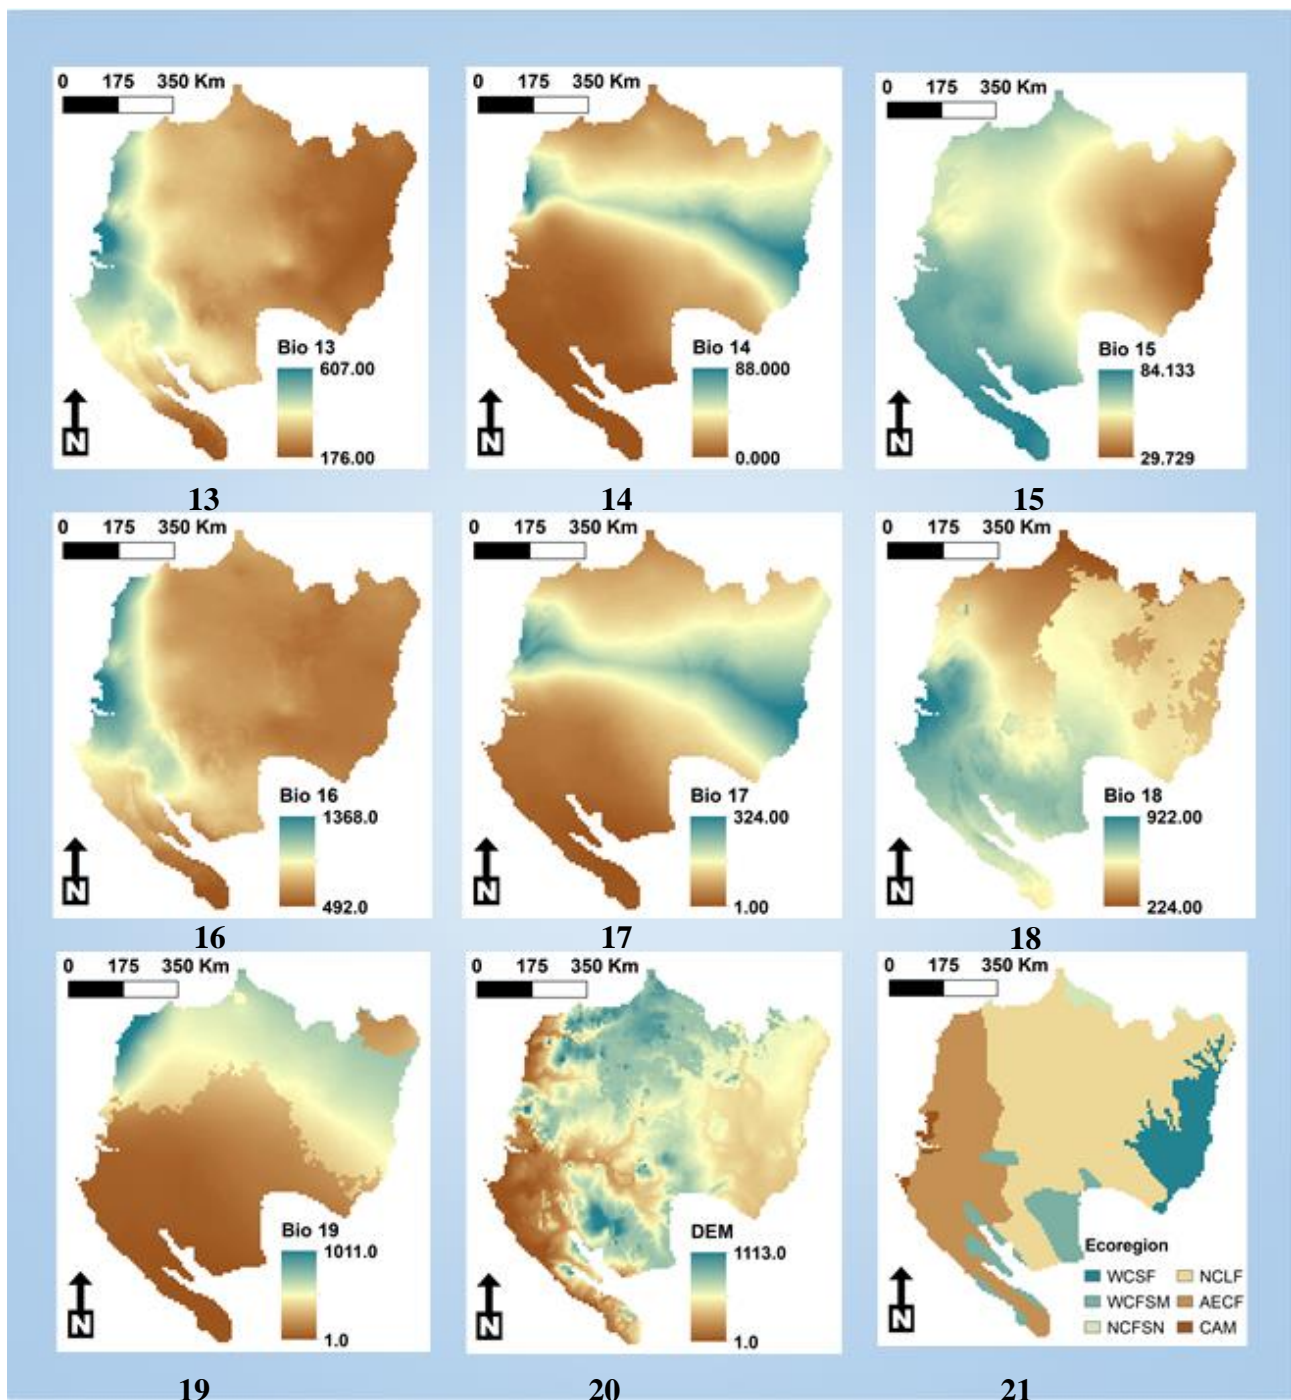 0 175 350 Km
Bio 13
607.00
176.00
N
13
0 175 350 Km
Bio 14
88.000
0.000
N
14
0 175 350 Km
Bio 15
84.133
29.729
N
15
0 175 350 Km
Bio 16
1368.0
492.0
N
16
0 175 350 Km
Bio 17
324.00
1.00
N
17
0 175 350 Km
Bio 18
922.00
224.00
N
18
0 175 350 Km
Bio 19
1011.0
1.0
N
19
0 175 350 Km
DEM
1113.0
1.0
N
20
0 175 350 Km
Ecoregion
WCSF NCLF
WCFSM AECF
NCFSN CAM
N
21